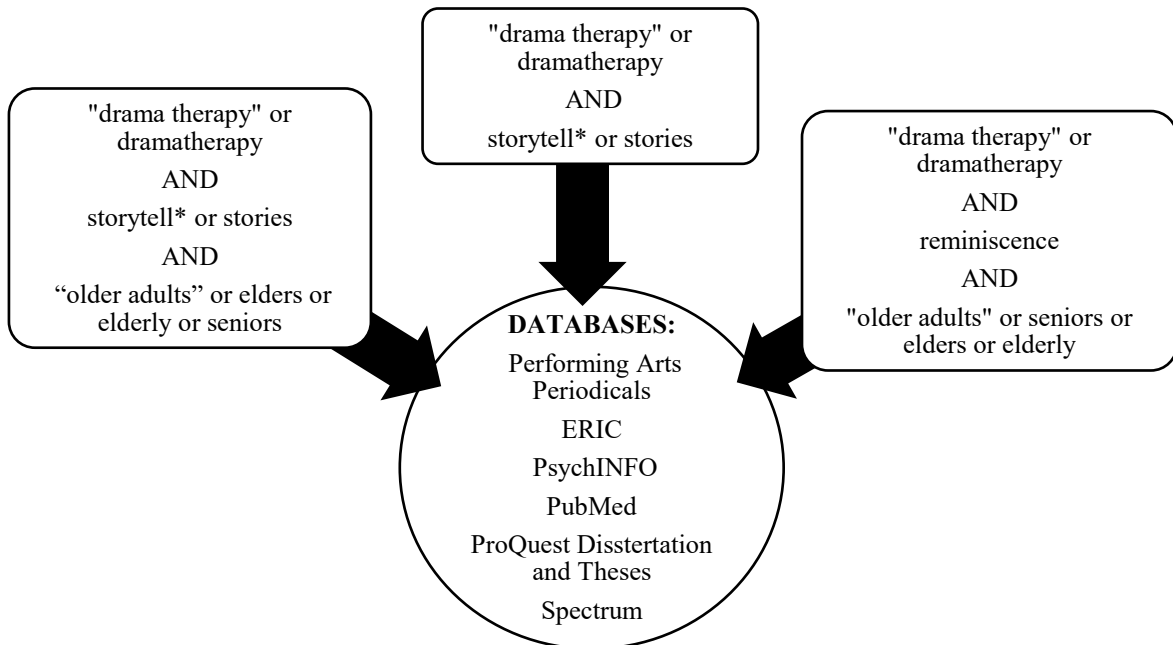 "drama therapy" or
dramatherapy
AND
storytell* or stories
AND
“older adults” or elders or
elderly or seniors
"drama therapy" or
dramatherapy
AND
storytell* or stories
"drama therapy" or
dramatherapy
AND
reminiscence
AND
"older adults" or seniors or
elders or elderly
DATABASES:
Performing Arts
Periodicals
ERIC
PsychINFO
PubMed
ProQuest Disstertation
and Theses
Spectrum